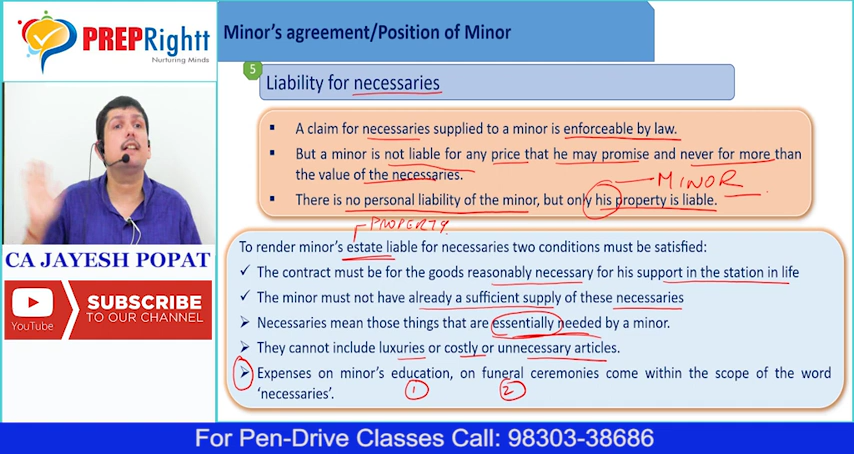 PREPRightt
Nurturing Minds
Minor's agreement/Position of Minor
5
Liability for necessaries
▪ A claim for necessaries supplied to a minor is enforceable by law.
▪ But a minor is not liable for any price that he may promise and never for more than
the value of the necessaries.
MINOR
▪ There is no personal liability of the minor, but only his property is liable.
PROPERTY.
To render minor's estate liable for necessaries two conditions must be satisfied:
✓ The contract must be for the goods reasonably necessary for his support in the station in life
✓ The minor must not have already a sufficient supply of these necessaries
➢ Necessaries mean those things that are essentially needed by a minor.
➢ They cannot include luxuries or costly or unnecessary articles.
➢ Expenses on minor's education, on funeral ceremonies come within the scope of the word
'necessaries'.
1 2
CA JAYESH POPAT
YouTube
SUBSCRIBE
TO OUR CHANNEL
For Pen-Drive Classes Call: 98303-38686